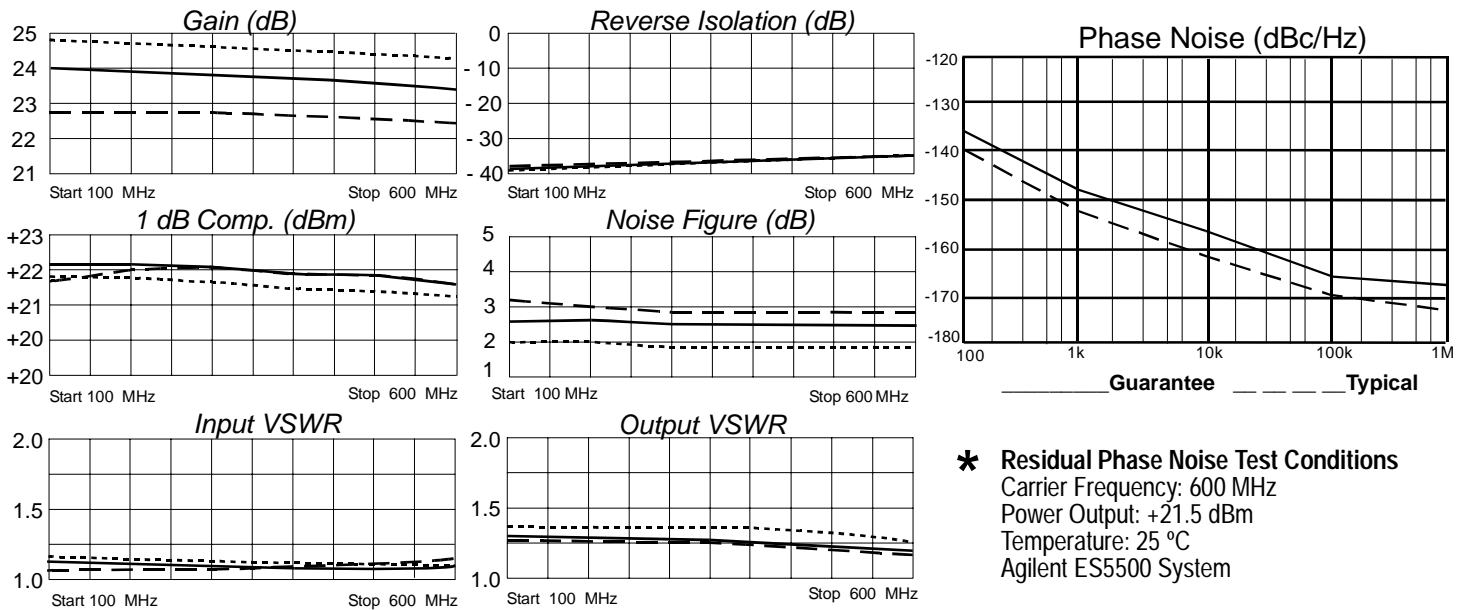 Gain (dB)
25
24
23
22
21
Start 100 MHz
Stop 600 MHz
Reverse Isolation (dB)
0
- 10
- 20
- 30
- 40
Start 100 MHz
Stop 600 MHz
1 dB Comp. (dBm)
+23
+22
+21
+20
+20
Start 100 MHz
Stop 600 MHz
Noise Figure (dB)
5
4
3
2
1
Start 100 MHz
Stop 600 MHz
Input VSWR
2.0
1.5
1.0
Start 100 MHz
Stop 600 MHz
Output VSWR
2.0
1.5
1.0
Start 100 MHz
Stop 600 MHz
Phase Noise (dBc/Hz)
-120
-130
-140
-150
-160
-170
-180
100 1k 10k 100k 1M
__________Guarantee __ __ __ __Typical
* Residual Phase Noise Test Conditions
Carrier Frequency: 600 MHz
Power Output: +21.5 dBm
Temperature: 25 ºC
Agilent ES5500 System